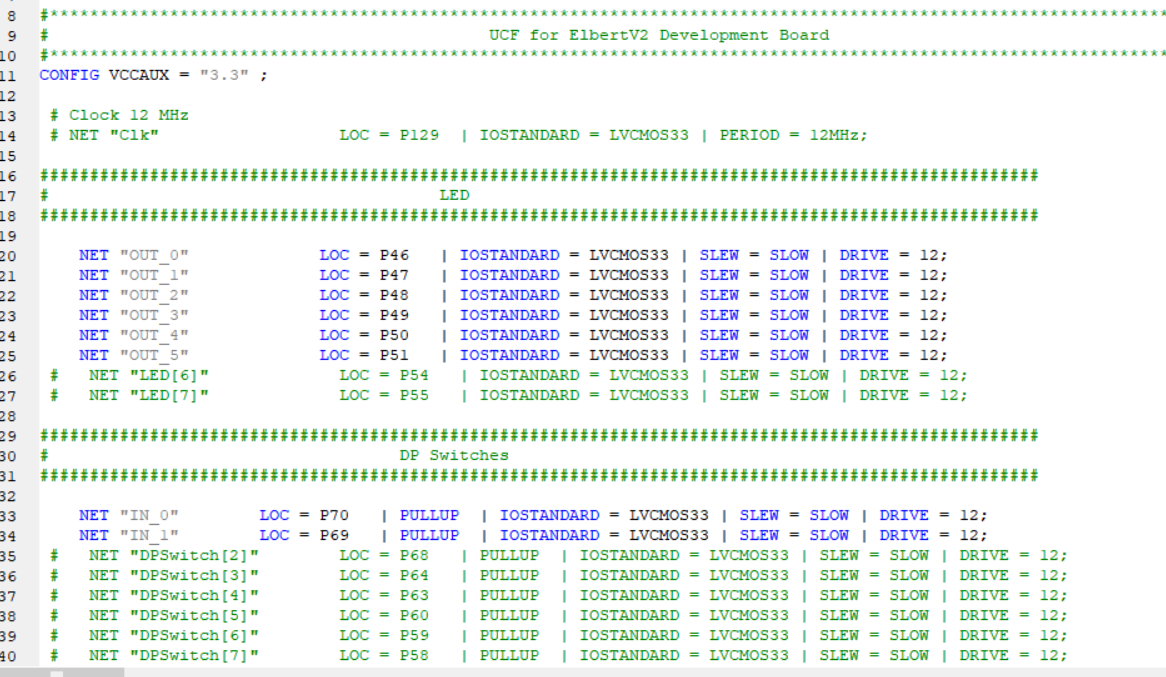 8 #******************************************************************************************************************
9 # UCF for ElbertV2 Development Board
10 #******************************************************************************************************************
11 CONFIG VCCAUX = "3.3" ;
12
13 # Clock 12 MHz
14 # NET "Clk" LOC = P129 | IOSTANDARD = LVCMOS33 | PERIOD = 12MHz;
15
16 ####################################################################################################
17 # LED
18 ####################################################################################################
19
20 NET "OUT_0" LOC = P46 | IOSTANDARD = LVCMOS33 | SLEW = SLOW | DRIVE = 12;
21 NET "OUT_1" LOC = P47 | IOSTANDARD = LVCMOS33 | SLEW = SLOW | DRIVE = 12;
22 NET "OUT_2" LOC = P48 | IOSTANDARD = LVCMOS33 | SLEW = SLOW | DRIVE = 12;
23 NET "OUT_3" LOC = P49 | IOSTANDARD = LVCMOS33 | SLEW = SLOW | DRIVE = 12;
24 NET "OUT_4" LOC = P50 | IOSTANDARD = LVCMOS33 | SLEW = SLOW | DRIVE = 12;
25 NET "OUT_5" LOC = P51 | IOSTANDARD = LVCMOS33 | SLEW = SLOW | DRIVE = 12;
26 # NET "LED[6]" LOC = P54 | IOSTANDARD = LVCMOS33 | SLEW = SLOW | DRIVE = 12;
27 # NET "LED[7]" LOC = P55 | IOSTANDARD = LVCMOS33 | SLEW = SLOW | DRIVE = 12;
28
29 ####################################################################################################
30 # DP Switches
31 ####################################################################################################
32
33 NET "IN_0" LOC = P70 | PULLUP | IOSTANDARD = LVCMOS33 | SLEW = SLOW | DRIVE = 12;
34 NET "IN_1" LOC = P69 | PULLUP | IOSTANDARD = LVCMOS33 | SLEW = SLOW | DRIVE = 12;
35 # NET "DPSwitch[2]" LOC = P68 | PULLUP | IOSTANDARD = LVCMOS33 | SLEW = SLOW | DRIVE = 12;
36 # NET "DPSwitch[3]" LOC = P64 | PULLUP | IOSTANDARD = LVCMOS33 | SLEW = SLOW | DRIVE = 12;
37 # NET "DPSwitch[4]" LOC = P63 | PULLUP | IOSTANDARD = LVCMOS33 | SLEW = SLOW | DRIVE = 12;
38 # NET "DPSwitch[5]" LOC = P60 | PULLUP | IOSTANDARD = LVCMOS33 | SLEW = SLOW | DRIVE = 12;
39 # NET "DPSwitch[6]" LOC = P59 | PULLUP | IOSTANDARD = LVCMOS33 | SLEW = SLOW | DRIVE = 12;
40 # NET "DPSwitch[7]" LOC = P58 | PULLUP | IOSTANDARD = LVCMOS33 | SLEW = SLOW | DRIVE = 12;